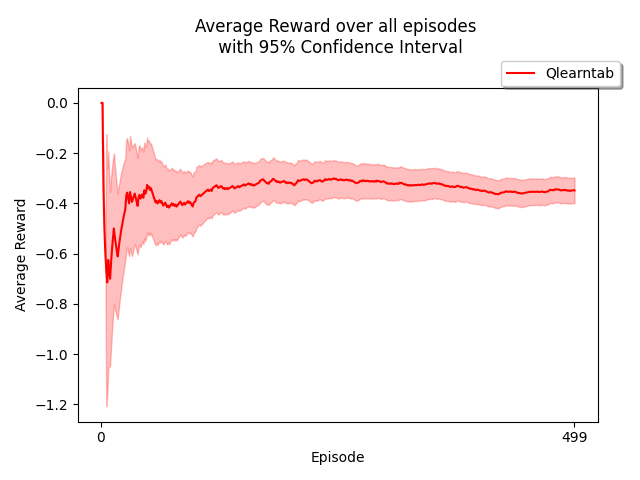 Average Reward over all episodes
with 95% Confidence Interval
Qlearntab
0.0
−0.2
−0.4
−0.6
−0.8
−1.0
−1.2
Average Reward
0
499
Episode